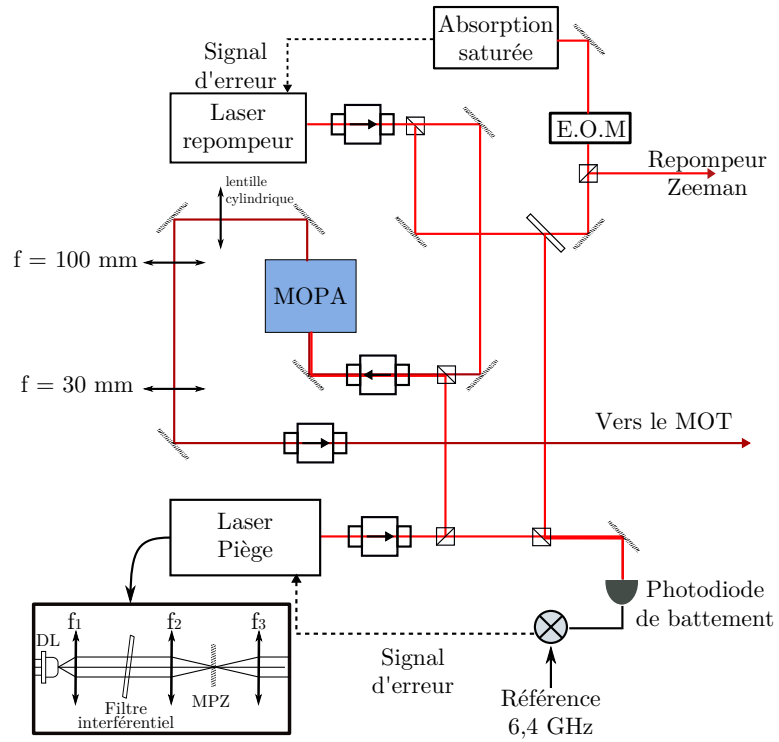 Absorption
saturée
Signal
d'erreur
Laser
repompeur
E.O.M
Repompeur
Zeeman
lentille
cylindrique
f = 100 mm
MOPA
f = 30 mm
Vers le MOT
Laser
Piège
Photodiode
de battement
f1
f2
f3
DL
Filtre
interférentiel
MPZ
Signal
d'erreur
Référence
6,4 GHz